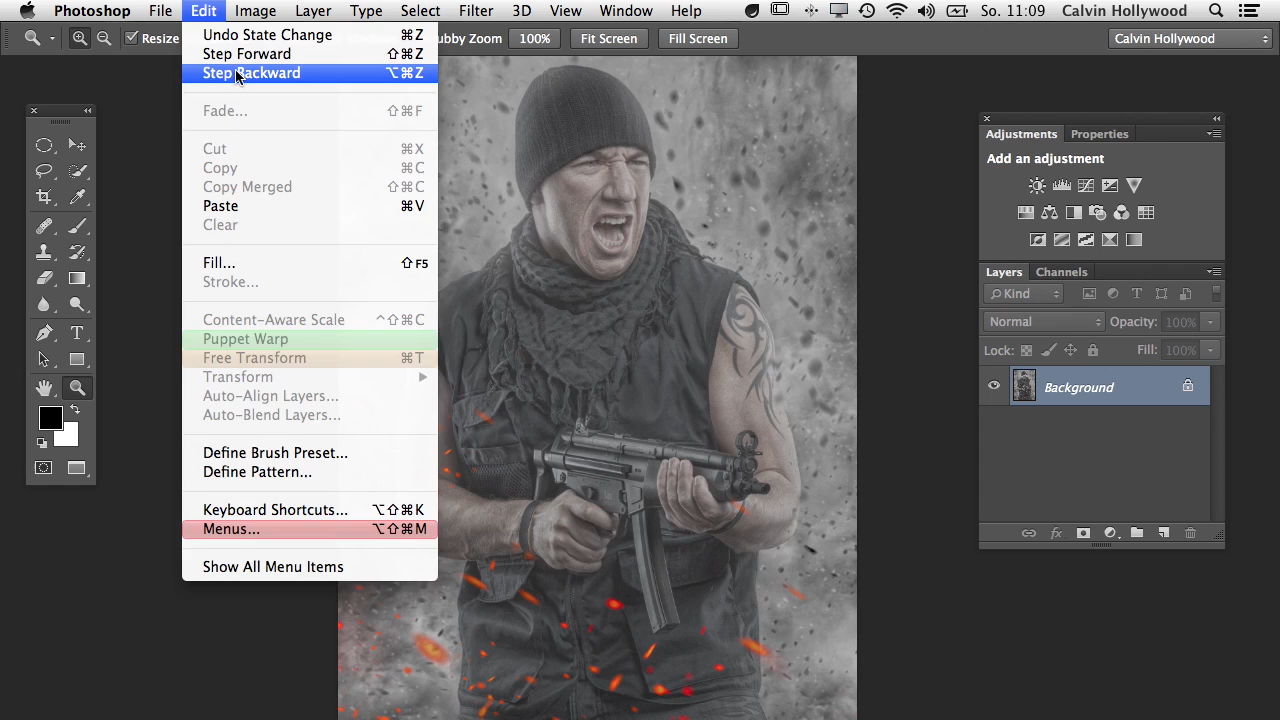 Photoshop File Edit Image Layer Type Select Filter 3D View Window Help So. 11:09 Calvin Hollywood
Resize ubby Zoom 100% Fit Screen Fill Screen Calvin Hollywood
Undo State Change ⌘Z
Step Forward ⇧⌘Z
Step Backward ⌥⌘Z
Fade... ⇧⌘F
Cut ⌘X
Copy ⌘C
Copy Merged ⇧⌘C
Paste ⌘V
Clear
Fill... ⇧F5
Stroke...
Content-Aware Scale ^⇧⌘C
Puppet Warp
Free Transform ⌘T
Transform
Auto-Align Layers...
Auto-Blend Layers...
Define Brush Preset...
Define Pattern...
Keyboard Shortcuts... ⌥⇧⌘K
Menus... ⌥⇧⌘M
Show All Menu Items
Adjustments Properties
Add an adjustment
Layers Channels
Kind
Normal Opacity: 100%
Lock: Fill: 100%
Background
fx